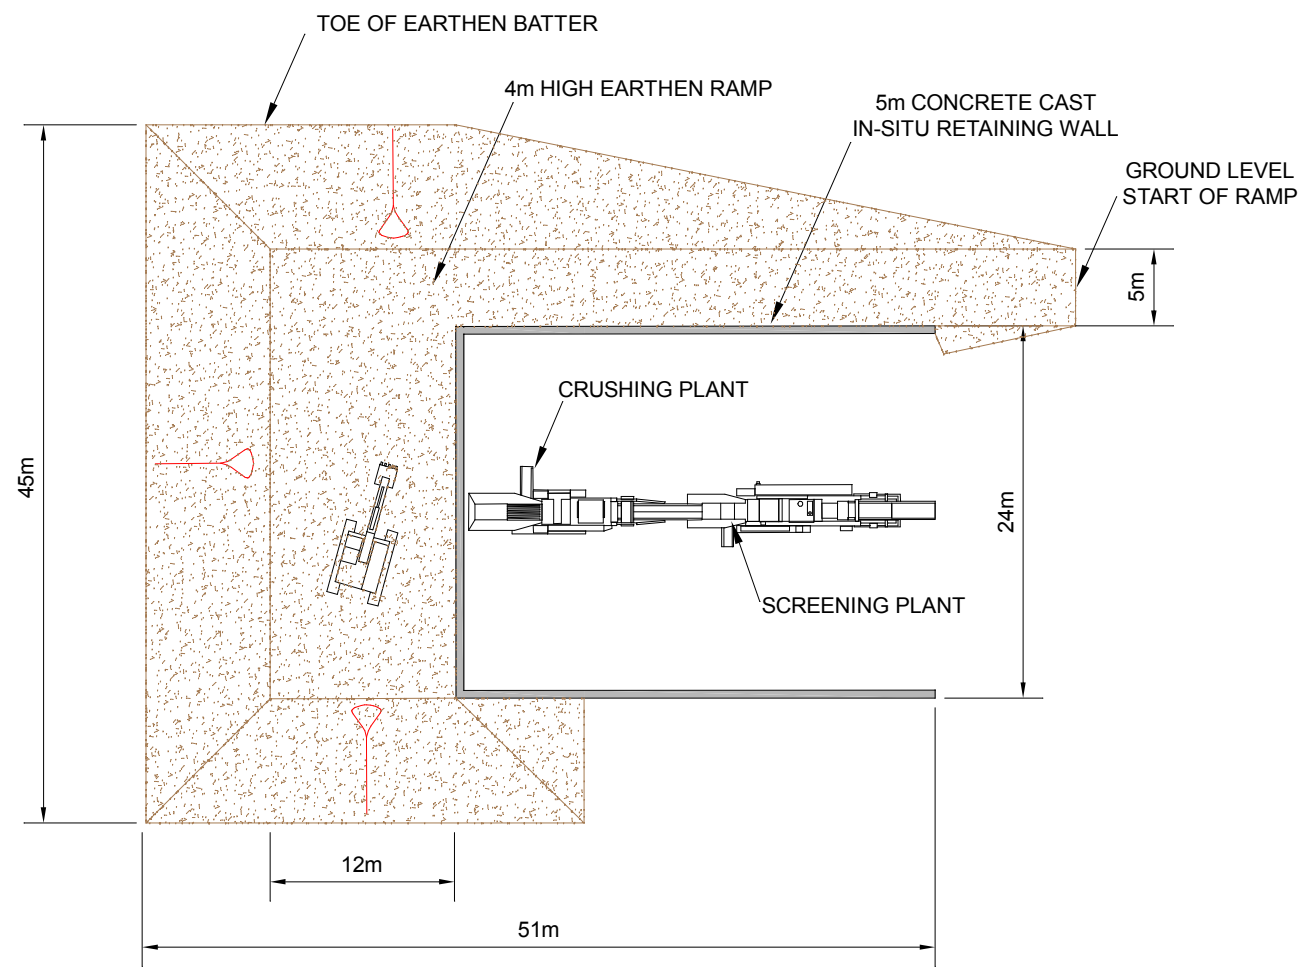 TOE OF EARTHEN BATTER
4m HIGH EARTHEN RAMP
5m CONCRETE CAST
IN-SITU RETAINING WALL
GROUND LEVEL
START OF RAMP
5m
CRUSHING PLANT
45m
24m
SCREENING PLANT
12m
51m